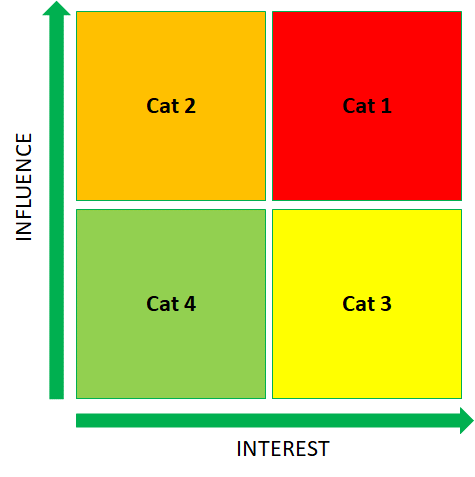 Cat 2
Cat 1
INFLUENCE
Cat 4
Cat 3
INTEREST